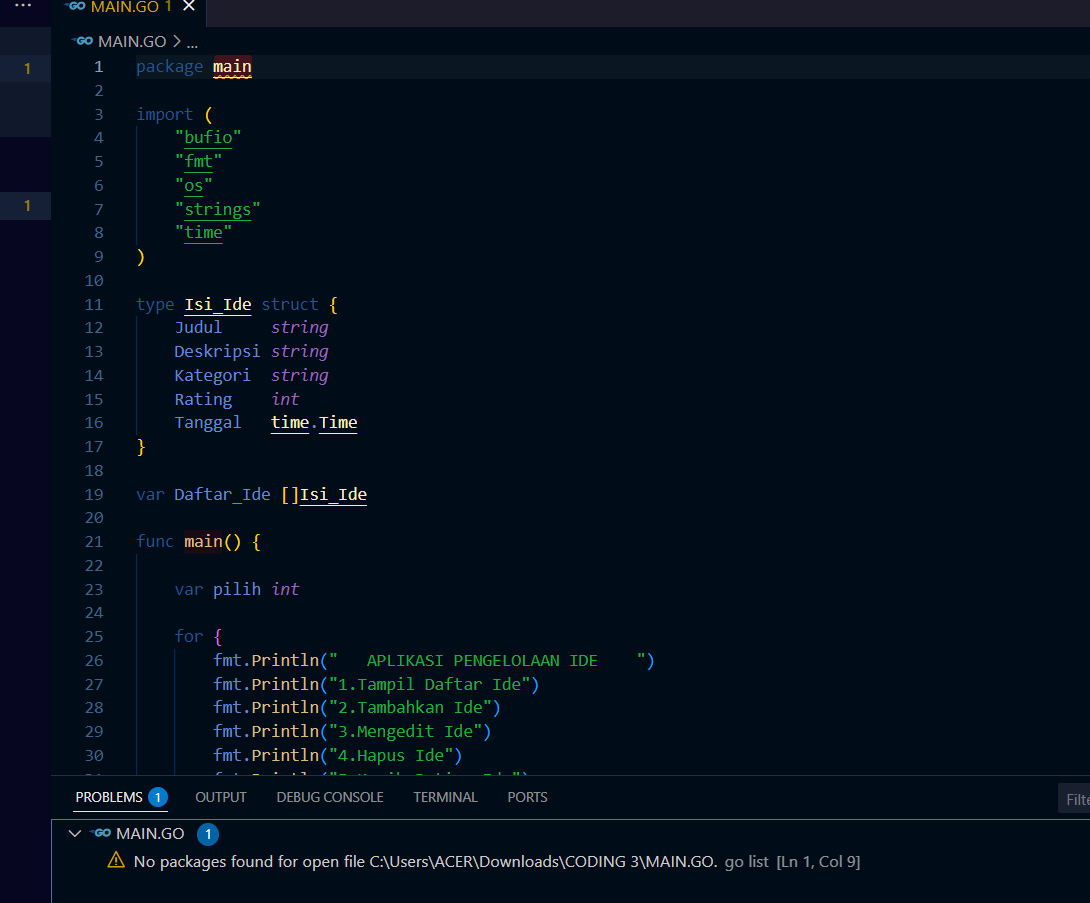 ... GO MAIN.GO 1 ×
GO MAIN.GO > ...
1
1
1 package main
2
3 import (
4 "bufio"
5 "fmt"
6 "os"
7 "strings"
8 "time"
9 )
10
11 type Isi_Ide struct {
12 Judul string
13 Deskripsi string
14 Kategori string
15 Rating int
16 Tanggal time.Time
17 }
18
19 var Daftar_Ide []Isi_Ide
20
21 func main() {
22
23 var pilih int
24
25 for {
26 fmt.Println("   APLIKASI PENGELOLAAN IDE    ")
27 fmt.Println("1.Tampil Daftar Ide")
28 fmt.Println("2.Tambahkan Ide")
29 fmt.Println("3.Mengedit Ide")
30 fmt.Println("4.Hapus Ide")
PROBLEMS 1 OUTPUT DEBUG CONSOLE TERMINAL PORTS Filte
GO MAIN.GO 1
No packages found for open file C:\Users\ACER\Downloads\CODING 3\MAIN.GO. go list [Ln 1, Col 9]